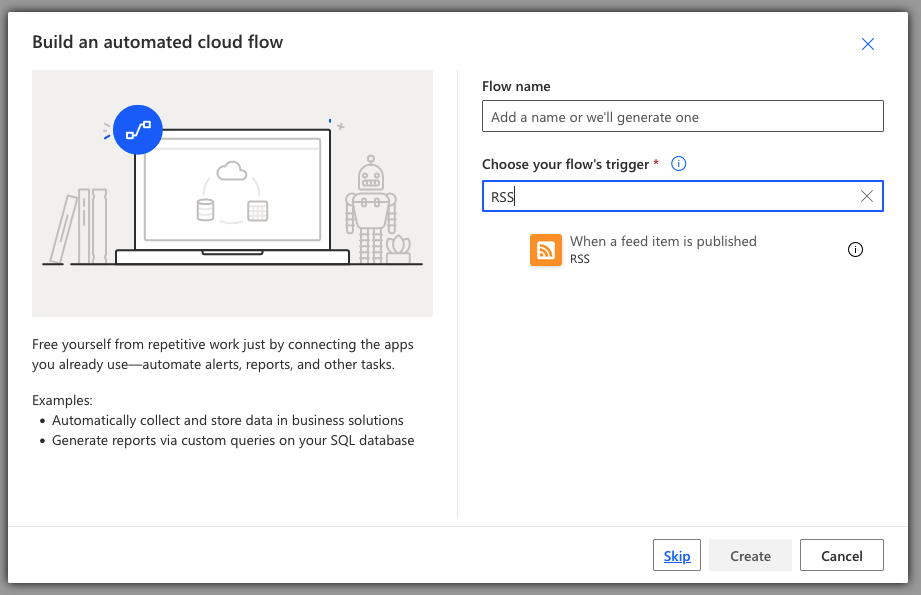 Build an automated cloud flow
Free yourself from repetitive work just by connecting the apps
you already use—automate alerts, reports, and other tasks.
Examples:
• Automatically collect and store data in business solutions
• Generate reports via custom queries on your SQL database
Flow name
Add a name or we'll generate one
Choose your flow's trigger *
RSS
When a feed item is published
RSS
Skip
Create
Cancel